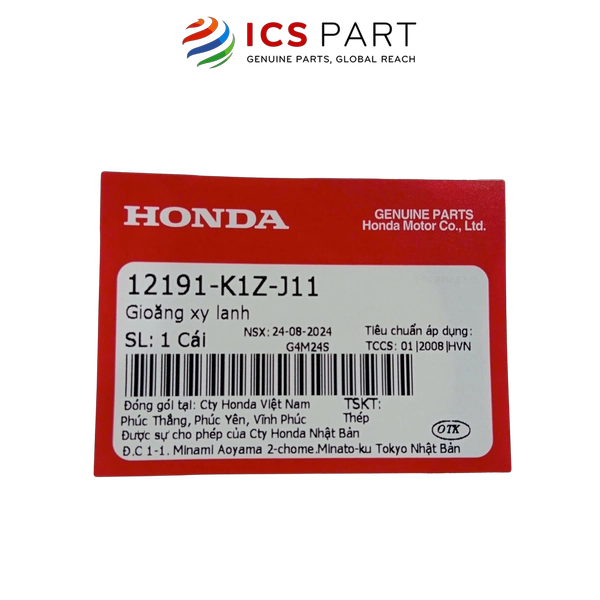 ICS PART
GENUINE PARTS, GLOBAL REACH
HONDA
GENUINE PARTS
Honda Motor Co., Ltd.
12191-K1Z-J11
Gioăng xy lanh
SL: 1 Cái
NSX: 24-08-2024
G4M24S
Tiêu chuẩn áp dụng:
TCCS: 01|2008|HVN
Đóng gói tại: Cty Honda Việt Nam
TSKT:
Phúc Thắng, Phúc Yên, Vĩnh Phúc
Thép
Được sự cho phép của Cty Honda Nhật Bản
OTK
Đ.C 1-1. Minami Aoyama 2-chome.Minato-ku Tokyo Nhật Bản